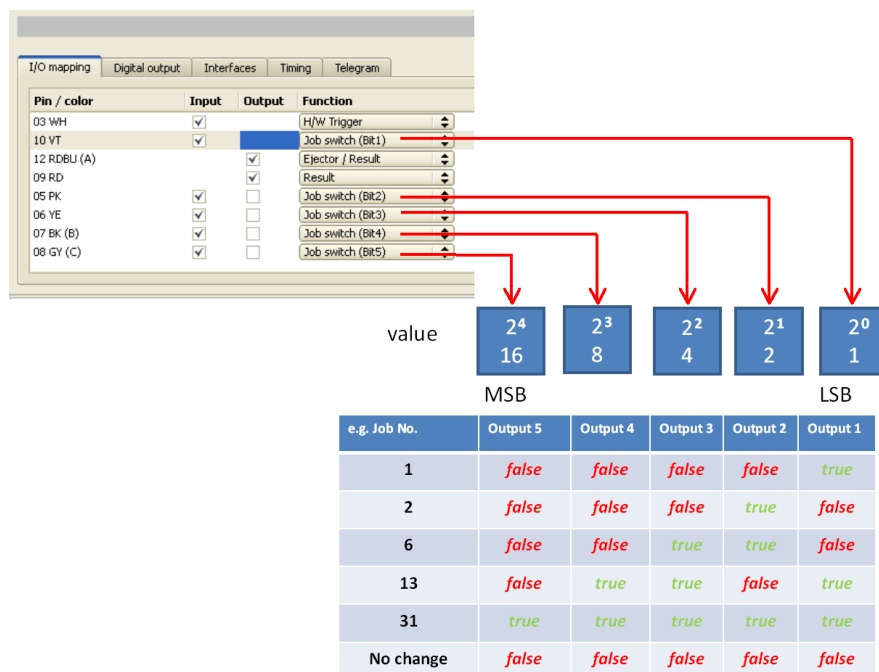 I/O mapping Digital output Interfaces Timing Telegram
Pin / color Input Output Function
03 WH H/W Trigger
10 VT Job switch (Bit1)
12 RDBU (A) Ejector / Result
09 RD Result
05 PK Job switch (Bit2)
06 YE Job switch (Bit3)
07 BK (B) Job switch (Bit4)
08 GY (C) Job switch (Bit5)
value
2⁴ 2³ 2² 2¹ 2⁰
16 8 4 2 1
MSB LSB
e.g. Job No. Output 5 Output 4 Output 3 Output 2 Output 1
1 false false false false true
2 false false false true false
6 false false true true false
13 false true true false true
31 true true true true true
No change false false false false false